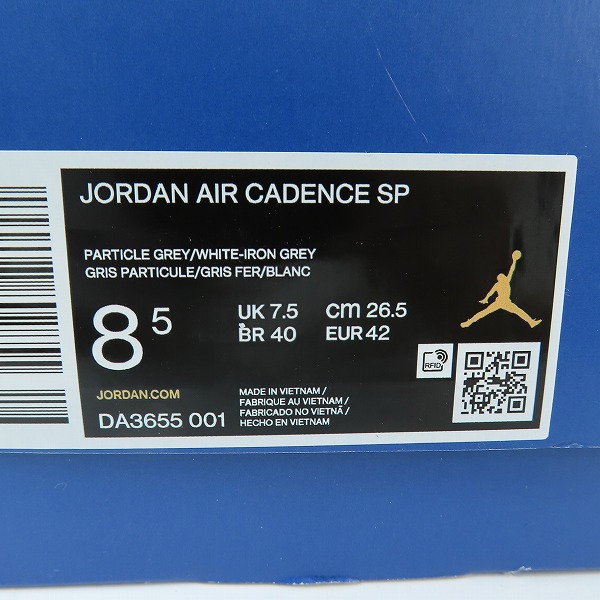 JORDAN AIR CADENCE SP
PARTICLE GREY/WHITE-IRON GREY
GRIS PARTICULE/GRIS FER/BLANC
8 5
UK 7.5 cm 26.5
BR 40 EUR 42
RFID
JORDAN.COM
DA3655 001
MADE IN VIETNAM/
FABRIQUE AU VIETNAM/
FABRICADO NO VIETNÃ/
HECHO EN VIETNAM